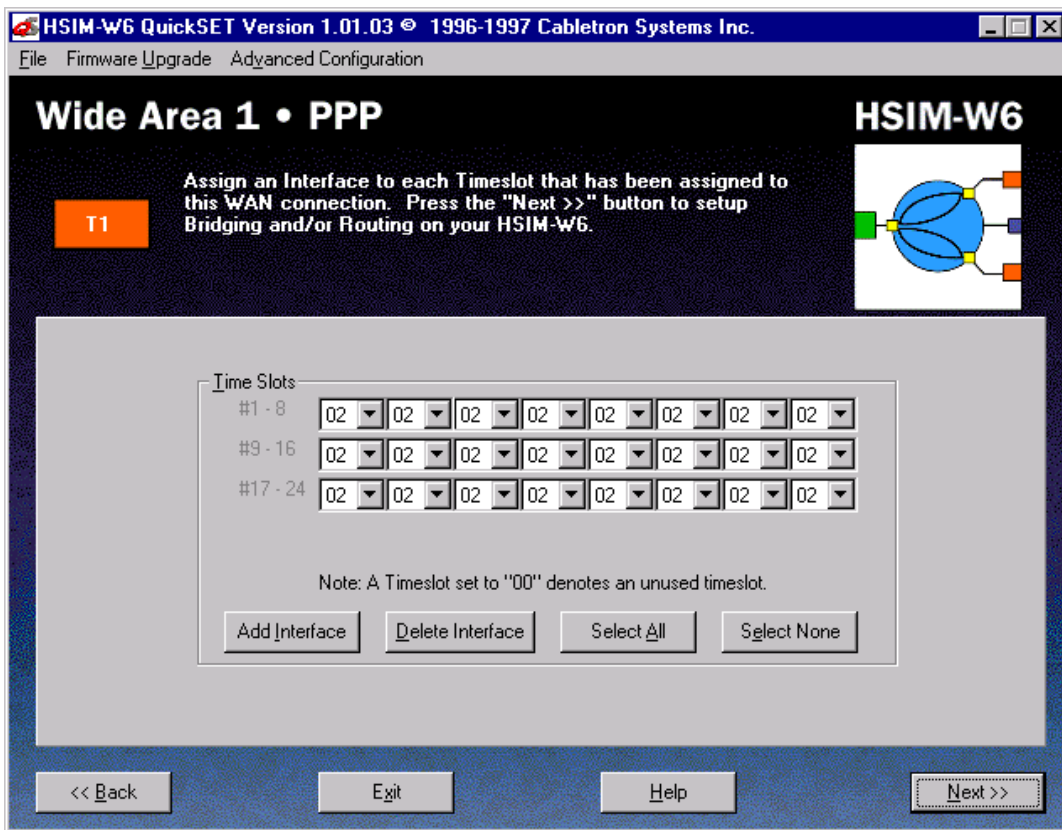 HSIM-W6 QuickSET Version 1.01.03 © 1996-1997 Cabletron Systems Inc.
File Firmware Upgrade Advanced Configuration
Wide Area 1 • PPP
HSIM-W6
T1
Assign an Interface to each Timeslot that has been assigned to
this WAN connection. Press the "Next >>" button to setup
Bridging and/or Routing on your HSIM-W6.
Time Slots
#1 - 8 02 02 02 02 02 02 02 02
#9 - 16 02 02 02 02 02 02 02 02
#17 - 24 02 02 02 02 02 02 02 02
Note: A Timeslot set to "00" denotes an unused timeslot.
Add Interface Delete Interface Select All Select None
<< Back Exit Help Next >>